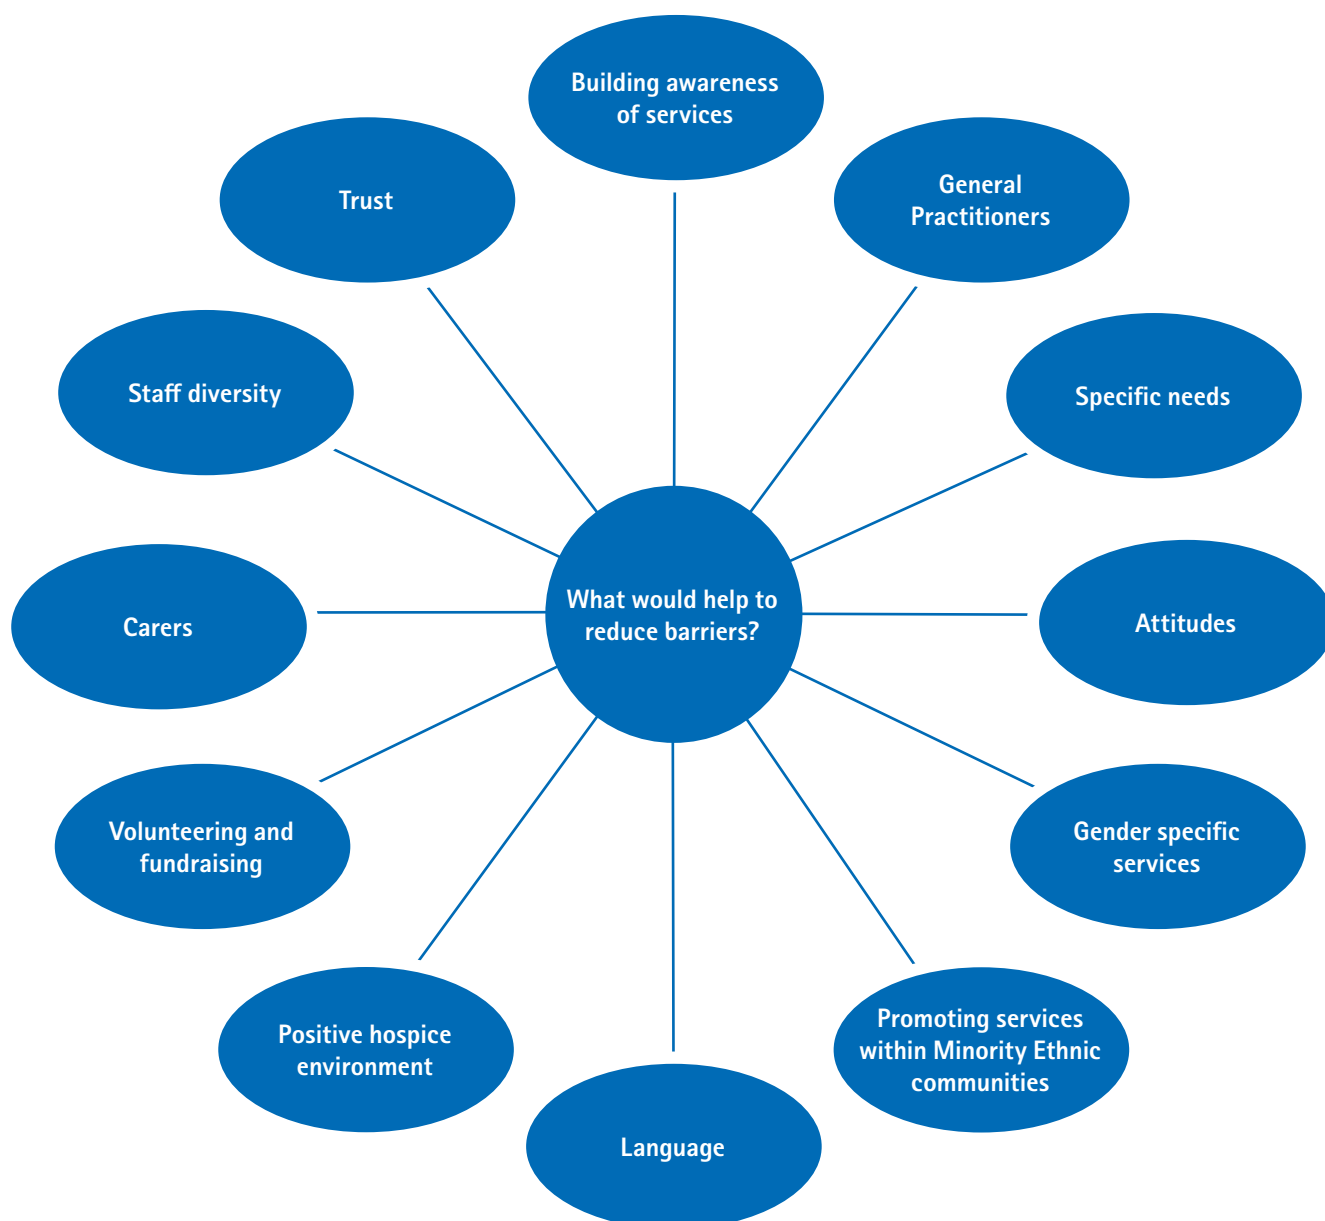 Building awareness
of services
General
Practitioners
Specific needs
Attitudes
Gender specific
services
Promoting services
within Minority Ethnic
communities
Language
Positive hospice
environment
Volunteering and
fundraising
Carers
Staff diversity
Trust
What would help to
reduce barriers?